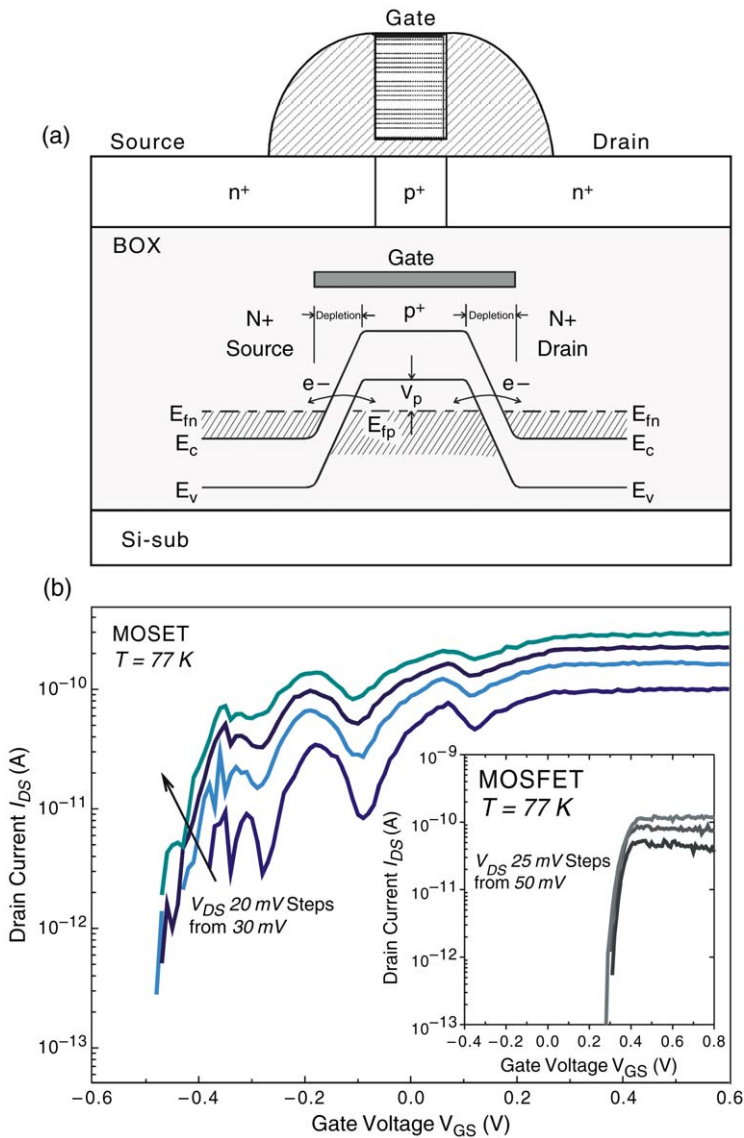 Gate
(a)
Source
Drain
n+
p+
n+
BOX
Gate
N+
Source
Depletion
p+
Depletion
N+
Drain
e−
Vp
e−
Efn
Efp
Efn
Ec
Ec
Ev
Ev
Si-sub
(b)
MOSET
T = 77 K
10−10
10−11
10−12
10−13
Drain Current IDS (A)
VDS 20 mV Steps
from 30 mV
−0.6 −0.4 −0.2 0.0 0.2 0.4 0.6
Gate Voltage VGS (V)
MOSFET
T = 77 K
VDS 25 mV Steps
from 50 mV
10−9
10−10
10−11
10−12
10−13
Drain Current IDS (A)
−0.4 −0.2 0.0 0.2 0.4 0.6 0.8
Gate Voltage VGS (V)